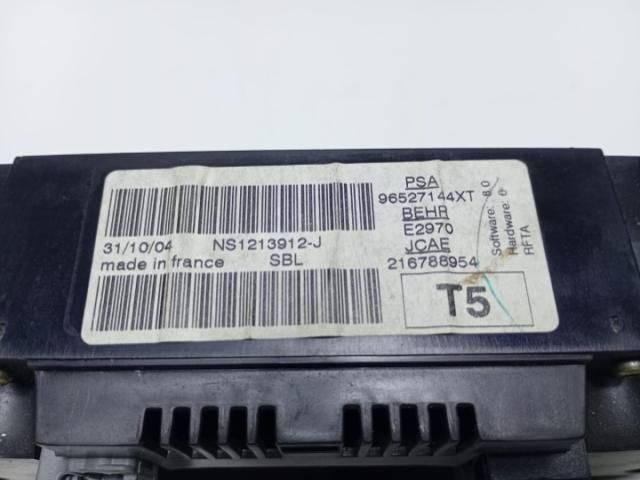 31/10/04 NS1213912-J
made in france SBL
PSA
96527144XT
BEHR
E2970
JCAE
216788954
T5
Software: 8.0
Hardware: 0
RFTA